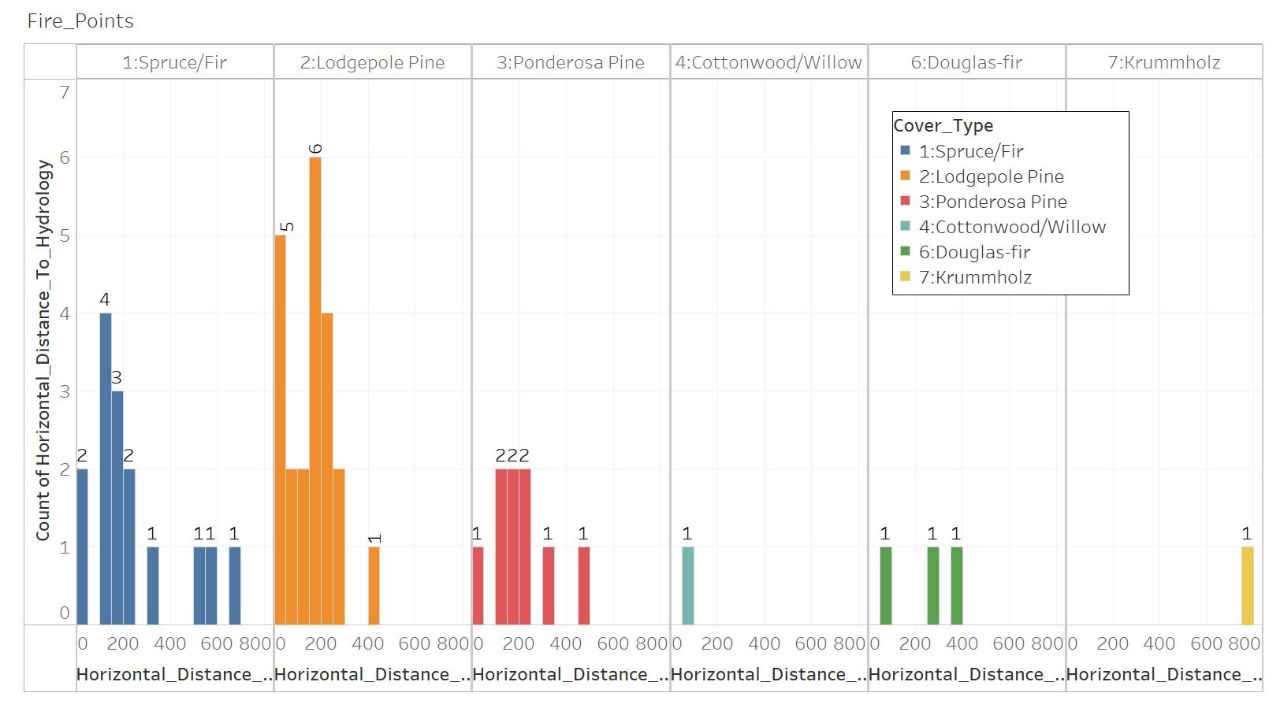 Fire_Points
1:Spruce/Fir 2:Lodgepole Pine 3:Ponderosa Pine 4:Cottonwood/Willow 6:Douglas-fir 7:Krummholz
Count of Horizontal_Distance_To_Hydrology
7
6
5
4
3
2
1
0
2 4 3 2 1 1 1 1
5 6 1
1 2 2 2 1 1
1
1 1 1
1
Cover_Type
1:Spruce/Fir
2:Lodgepole Pine
3:Ponderosa Pine
4:Cottonwood/Willow
6:Douglas-fir
7:Krummholz
0 200 400 600 800 0 200 400 600 800 0 200 400 600 800 0 200 400 600 800 0 200 400 600 800 0 200 400 600 800
Horizontal_Distance_.. Horizontal_Distance_.. Horizontal_Distance_.. Horizontal_Distance_.. Horizontal_Distance_.. Horizontal_Distance_..